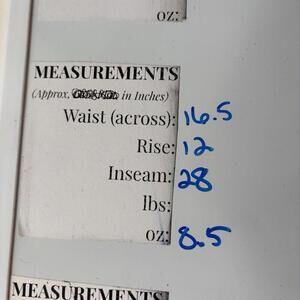 oz:
MEASUREMENTS
(Approx. in Inches)
Waist (across): 16.5
Rise: 12
Inseam: 28
lbs:
oz: 8.5
MEASUREMENTS